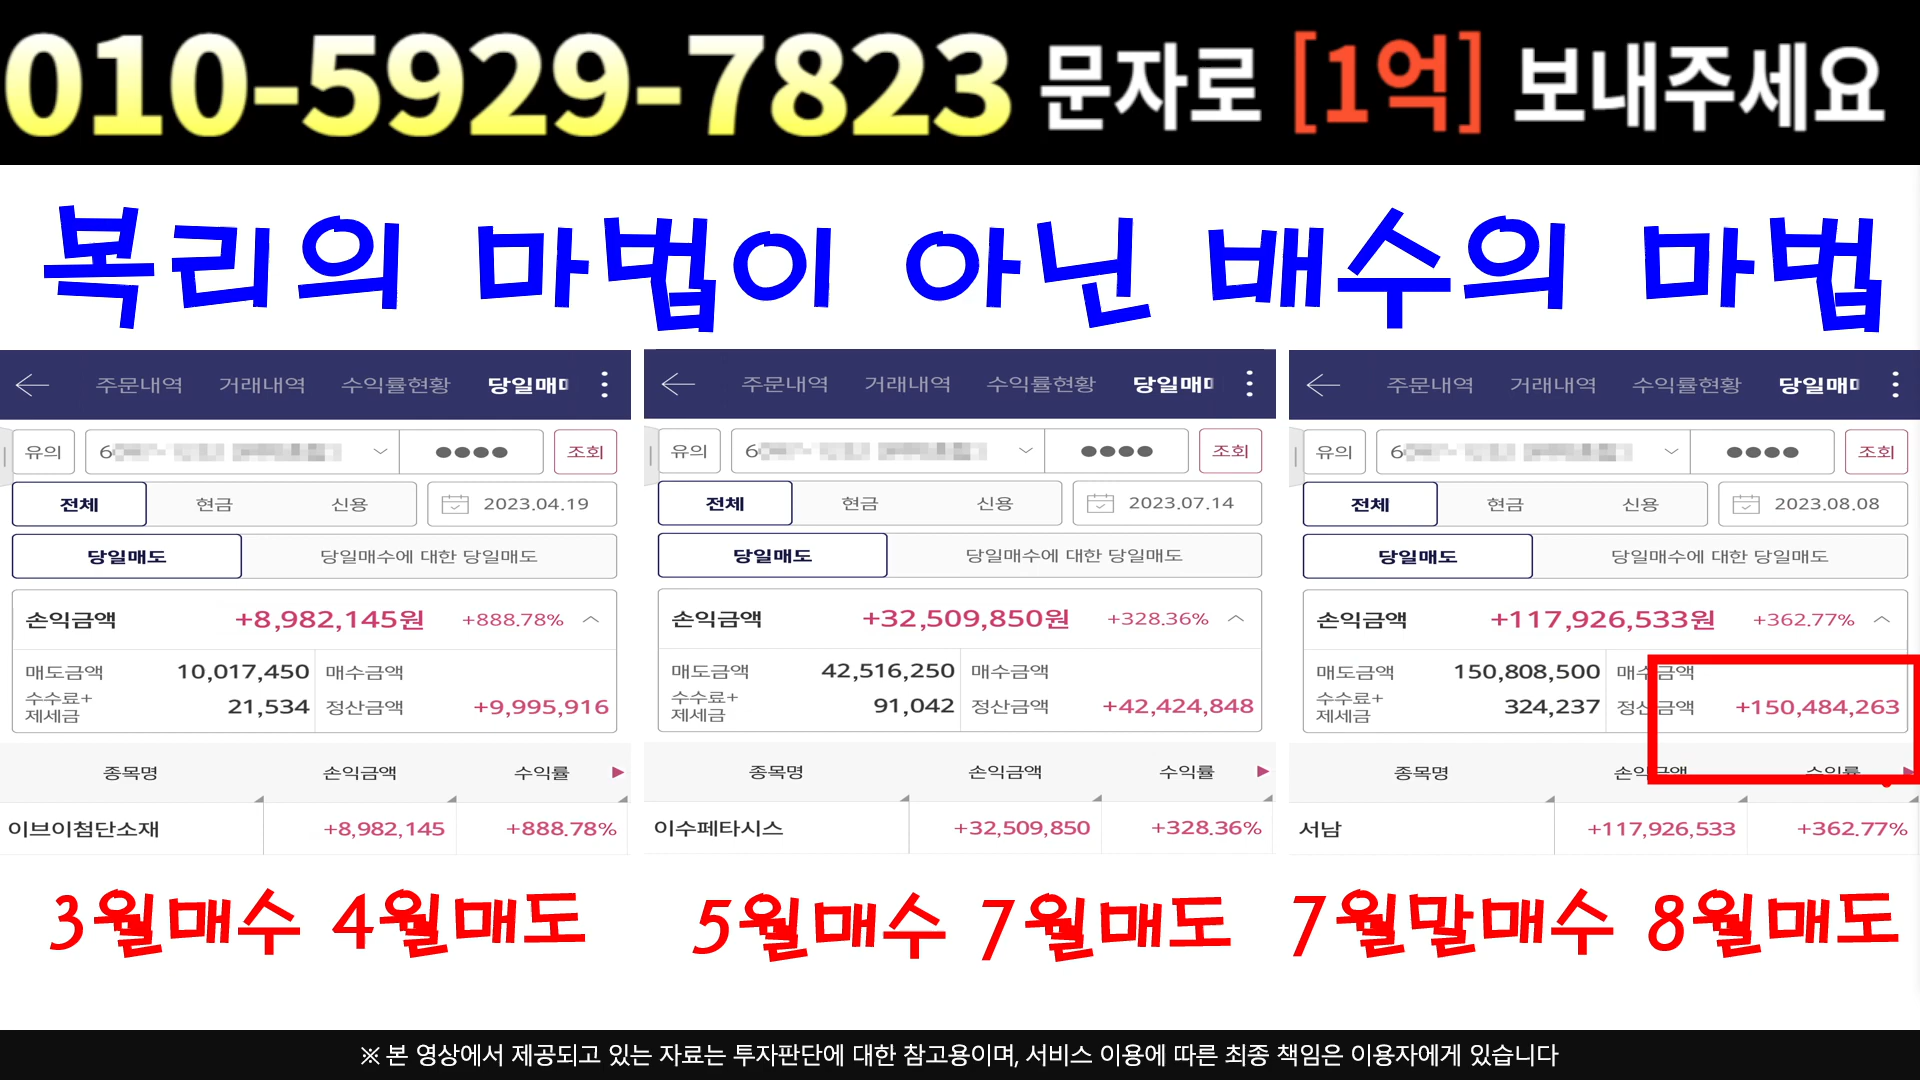 010-5929-7823 문자로 [1억] 보내주세요
복리의 마법이 아닌 배수의 마법
주문내역 거래내역 수익률현황 당일매매
유의 6 ●●●● 조회
전체 현금 신용 2023.04.19
당일매도 당일매수에 대한 당일매도
손익금액 +8,982,145원 +888.78%
매도금액 10,017,450 매수금액
수수료+
제세금 21,534 정산금액 +9,995,916
종목명 손익금액 수익률
이브이첨단소재 +8,982,145 +888.78%
3월매수 4월매도
주문내역 거래내역 수익률현황 당일매매
유의 6 ●●●● 조회
전체 현금 신용 2023.07.14
당일매도 당일매수에 대한 당일매도
손익금액 +32,509,850원 +328.36%
매도금액 42,516,250 매수금액
수수료+
제세금 91,042 정산금액 +42,424,848
종목명 손익금액 수익률
이수페타시스 +32,509,850 +328.36%
5월매수 7월매도
주문내역 거래내역 수익률현황 당일매매
유의 6 ●●●● 조회
전체 현금 신용 2023.08.08
당일매도 당일매수에 대한 당일매도
손익금액 +117,926,533원 +362.77%
매도금액 150,808,500 매수금액
수수료+
제세금 324,237 정산금액 +150,484,263
종목명 손익금액 수익률
서남 +117,926,533 +362.77%
7월말매수 8월매도
※ 본 영상에서 제공되고 있는 자료는 투자판단에 대한 참고용이며, 서비스 이용에 따른 최종 책임은 이용자에게 있습니다